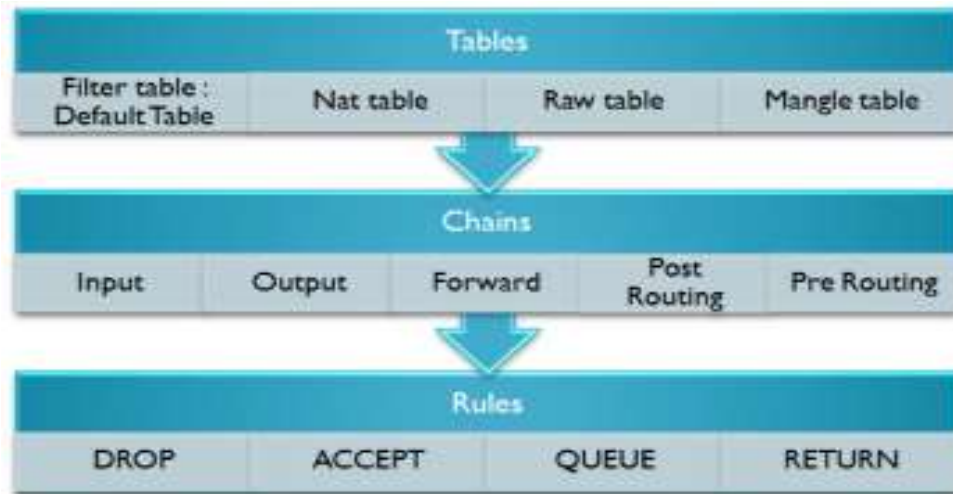 Tables
Filter table :
Default Table
Nat table
Raw table
Mangle table
Chains
Input
Output
Forward
Post
Routing
Pre Routing
Rules
DROP
ACCEPT
QUEUE
RETURN